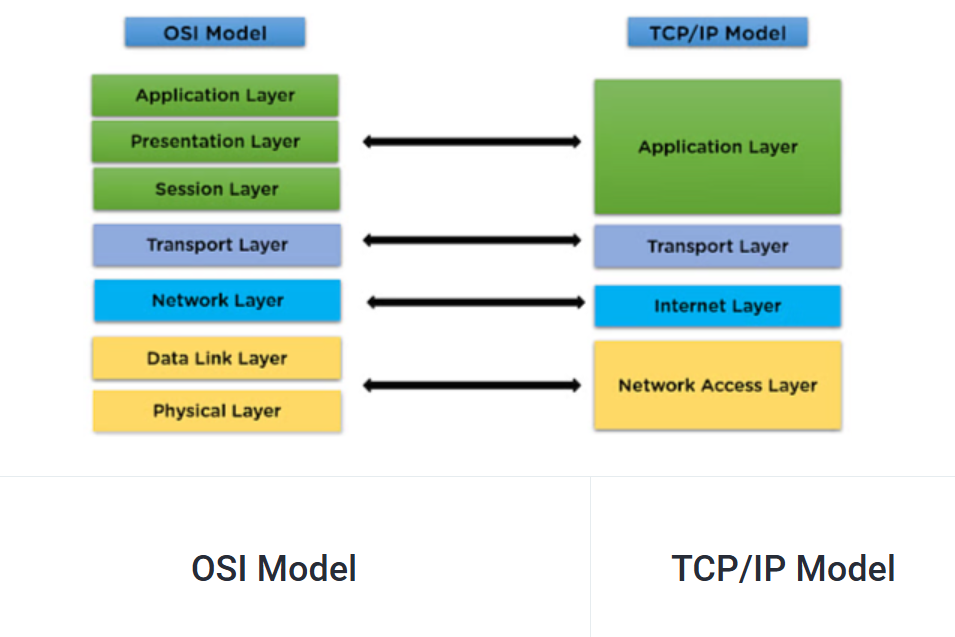 OSI Model
TCP/IP Model
Application Layer
Presentation Layer
Session Layer
Transport Layer
Network Layer
Data Link Layer
Physical Layer
Application Layer
Transport Layer
Internet Layer
Network Access Layer
OSI Model
TCP/IP Model